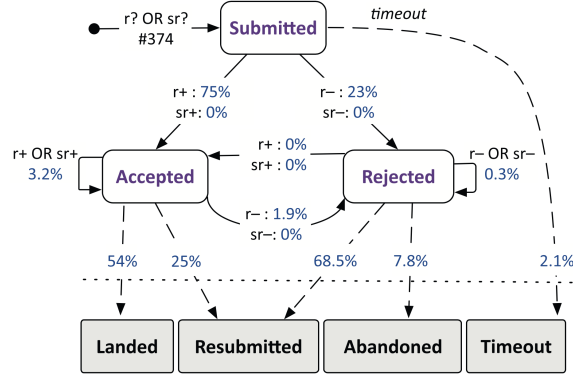 r? OR sr?
#374
Submitted
timeout
r+ : 75%
sr+: 0%
r− : 23%
sr−: 0%
r+ OR sr+
3.2%
Accepted
r+ : 0%
sr+ : 0%
Rejected
r− OR sr−
0.3%
r− : 1.9%
sr−: 0%
54%
25%
68.5%
7.8%
2.1%
Landed
Resubmitted
Abandoned
Timeout